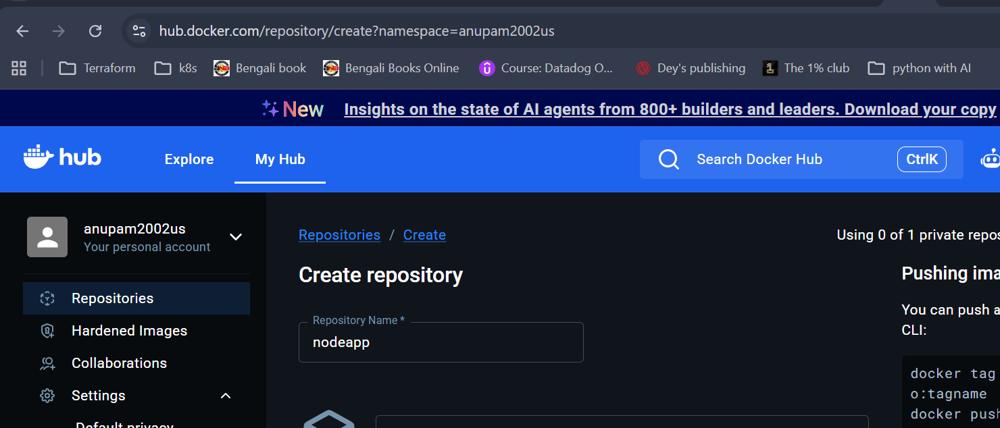 hub.docker.com/repository/create?namespace=anupam2002us
Terraform k8s Bengali book Bengali Books Online Course: Datadog O... Dey's publishing The 1% club python with AI
New Insights on the state of AI agents from 800+ builders and leaders. Download your copy
hub Explore My Hub Search Docker Hub CtrlK
anupam2002us
Your personal account
Repositories
Hardened Images
Collaborations
Settings
Default privacy
Repositories / Create
Using 0 of 1 private repos
Create repository
Repository Name *
nodeapp
Pushing ima
You can push a
CLI:
docker tag
o:tagname
docker push